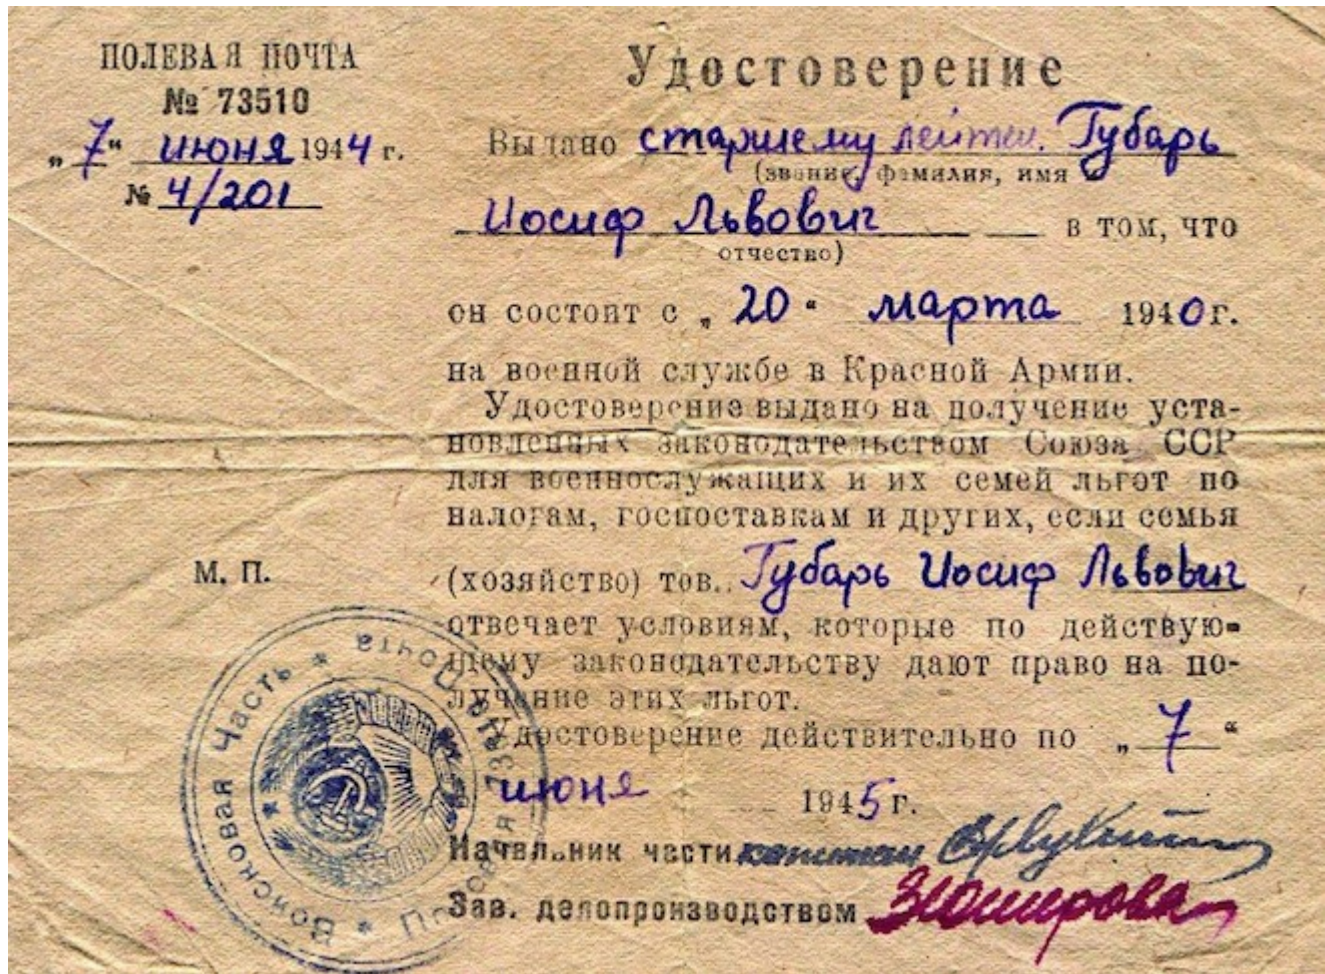 ПОЛЕВАЯ ПОЧТА
№ 73510
„7“ июня 1944 г.
№ 4/201
Удостоверение
Выдано старшему лейтен. Губарь
(звание, фамилия, имя и
Иосиф Львович в том, что
отчество)
он состоит с „20“ марта 1940 г.
на военной службе в Красной Армии.
Удостоверение выдано на получение уста-
новленных законодательством Союза ССР
для военнослужащих и их семей льгот по
налогам, госпоставкам и других, если семья
(хозяйство) тов. Губарь Иосиф Львович
отвечает условиям, которые по действую-
щему законодательству дают право на по-
лучение этих льгот.
Удостоверение действительно по „7“
июня 1945 г.
М. П.
Начальник части капитан
Зав. делопроизводством
Войсковая Часть * Полевая Почта *